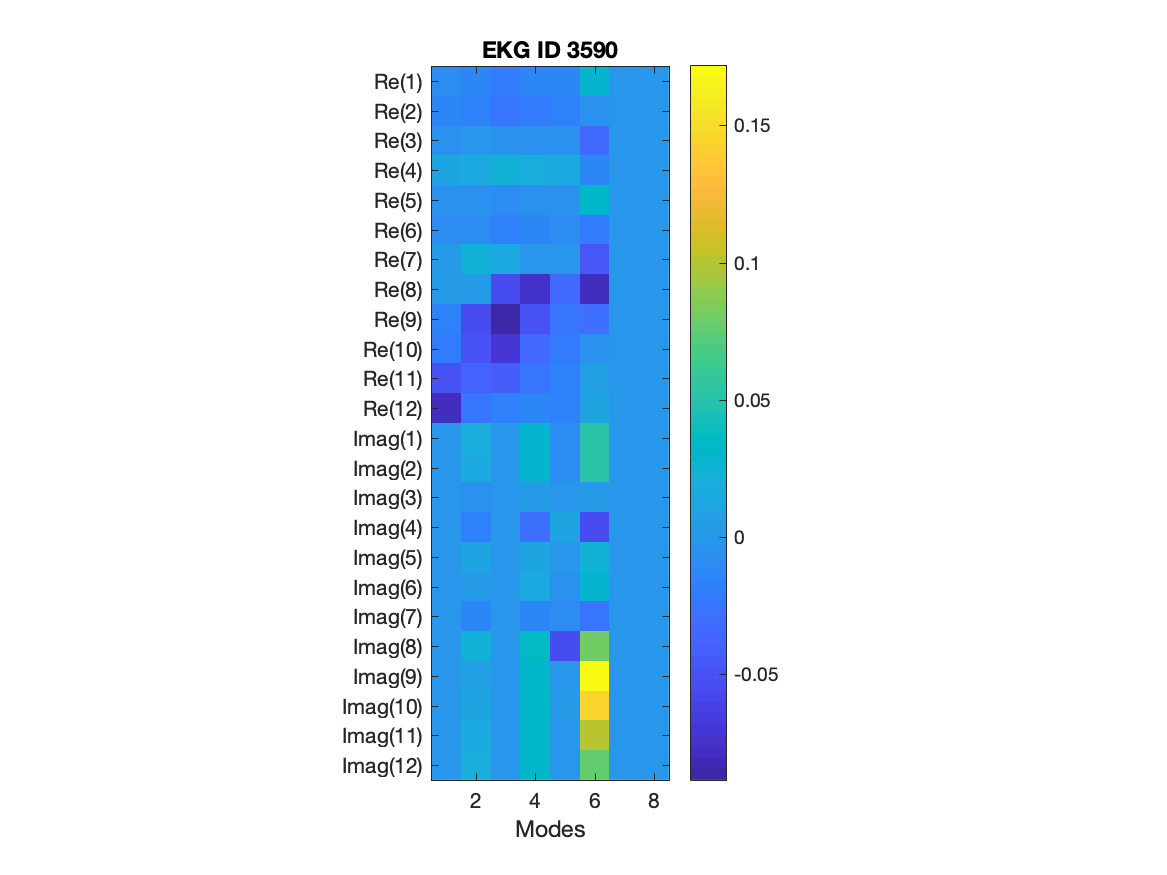 EKG ID 3590
Re(1)
Re(2)
Re(3)
Re(4)
Re(5)
Re(6)
Re(7)
Re(8)
Re(9)
Re(10)
Re(11)
Re(12)
Imag(1)
Imag(2)
Imag(3)
Imag(4)
Imag(5)
Imag(6)
Imag(7)
Imag(8)
Imag(9)
Imag(10)
Imag(11)
Imag(12)
2 4 6 8
Modes
0.15
0.1
0.05
0
-0.05